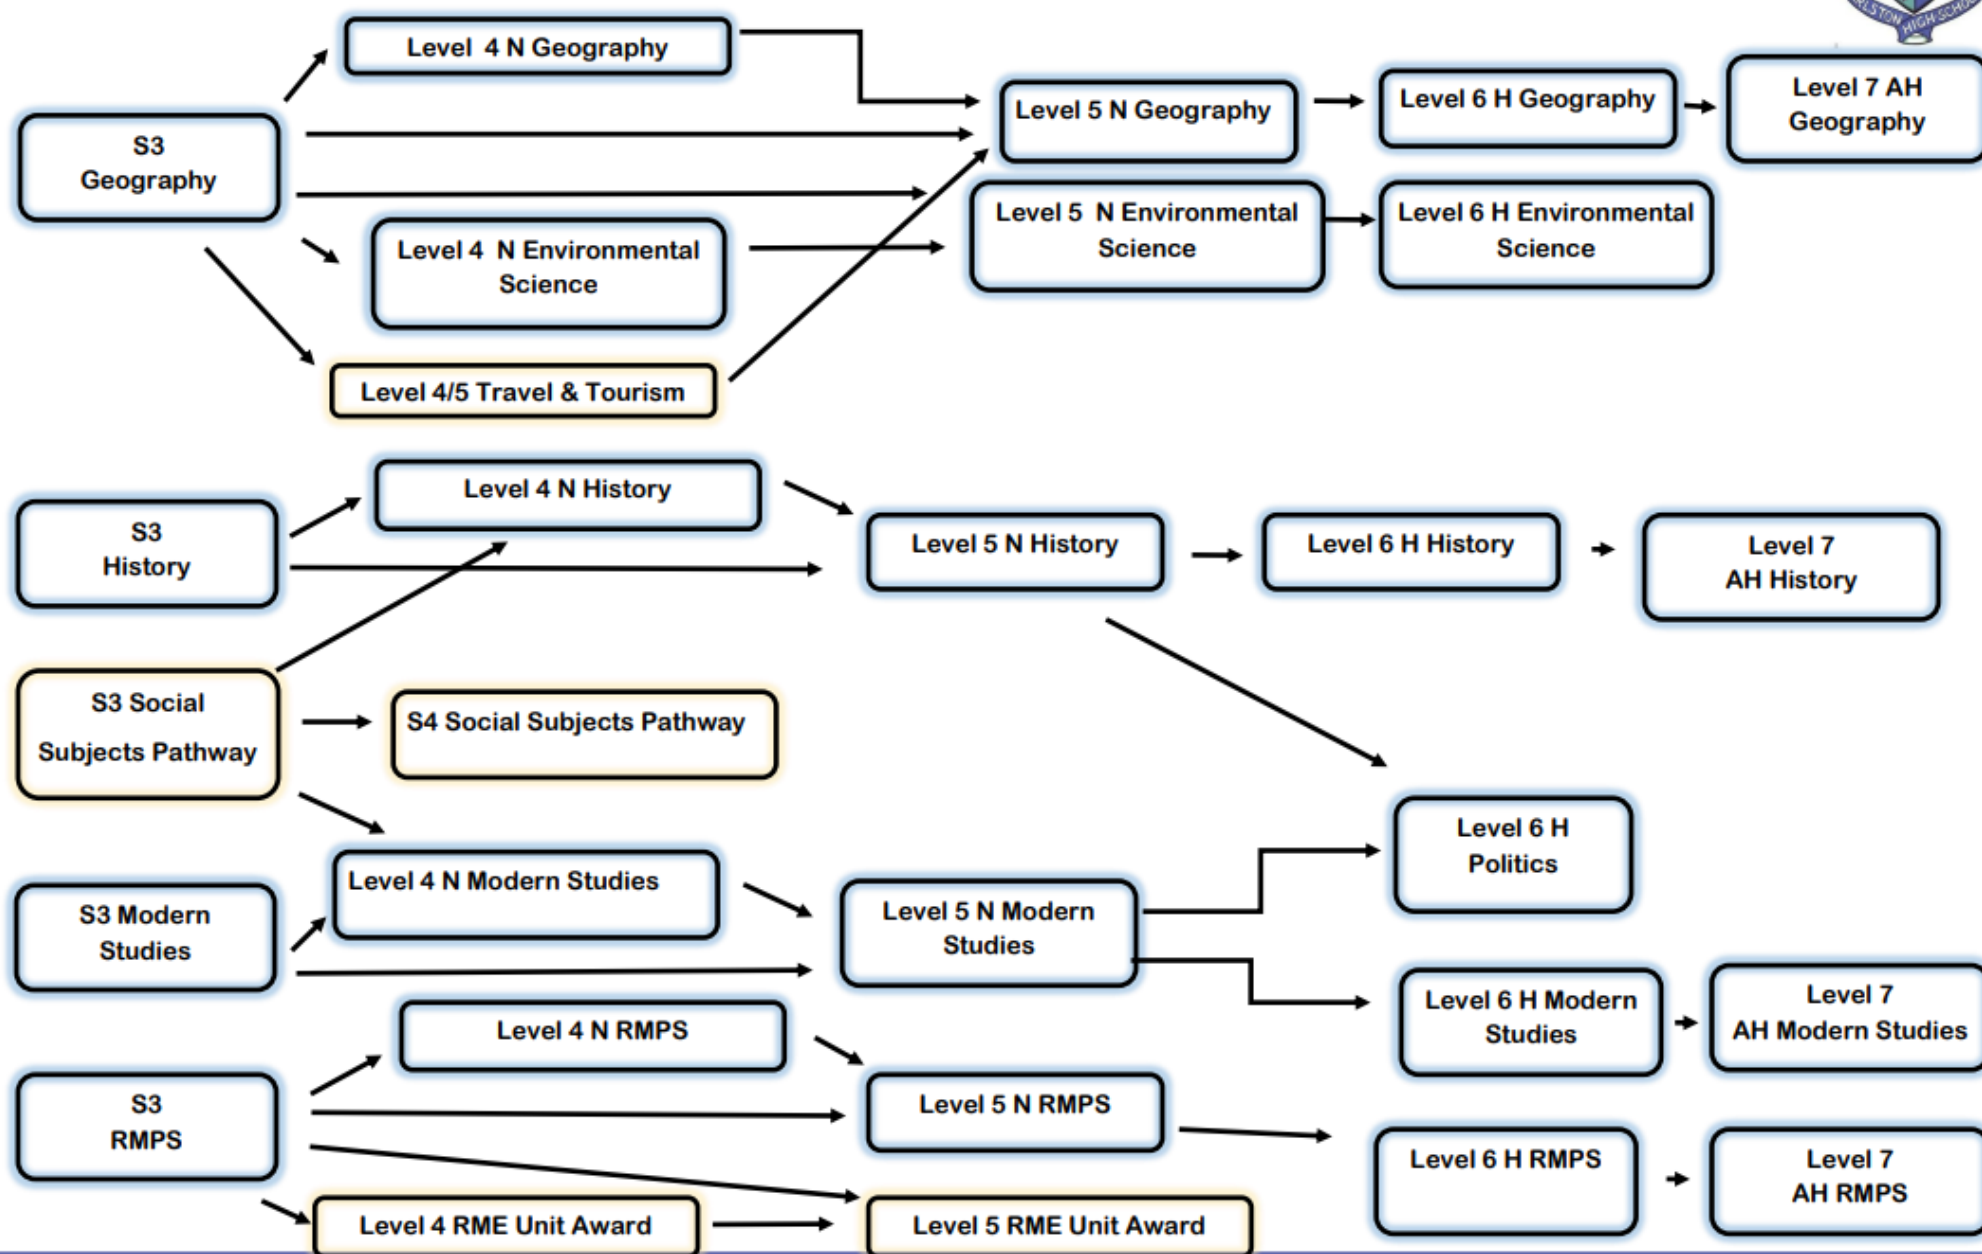 RLSTON HIGH SCHOO
Level 4 N Geography
S3
Geography
Level 5 N Geography
Level 6 H Geography
Level 7 AH
Geography
Level 4 N Environmental
Science
Level 5 N Environmental
Science
Level 6 H Environmental
Science
Level 4/5 Travel & Tourism
Level 4 N History
S3
History
Level 5 N History
Level 6 H History
Level 7
AH History
S3 Social
Subjects Pathway
S4 Social Subjects Pathway
Level 6 H
Politics
Level 4 N Modern Studies
S3 Modern
Studies
Level 5 N Modern
Studies
Level 6 H Modern
Studies
Level 7
AH Modern Studies
Level 4 N RMPS
S3
RMPS
Level 5 N RMPS
Level 6 H RMPS
Level 7
AH RMPS
Level 4 RME Unit Award
Level 5 RME Unit Award